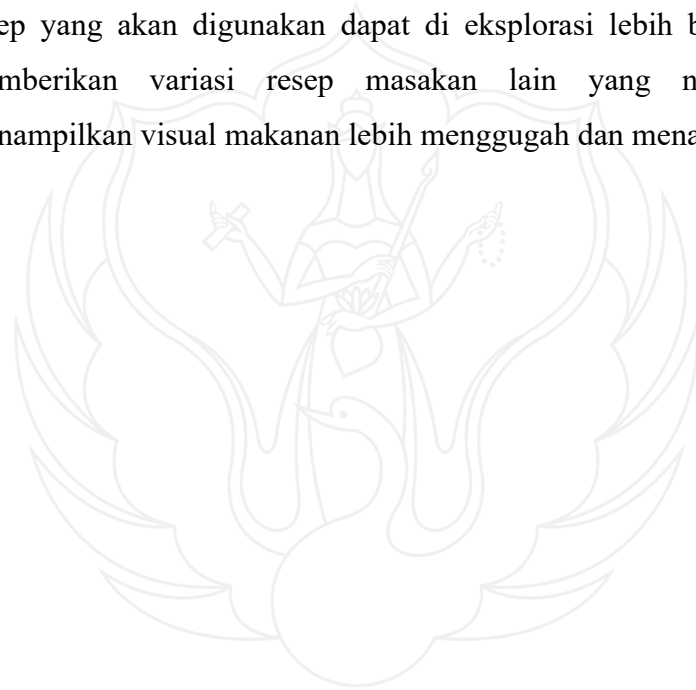 ep yang akan digunakan dapat di eksplorasi lebih b
mberikan variasi resep masakan lain yang n
nampilkan visual makanan lebih menggugah dan mena